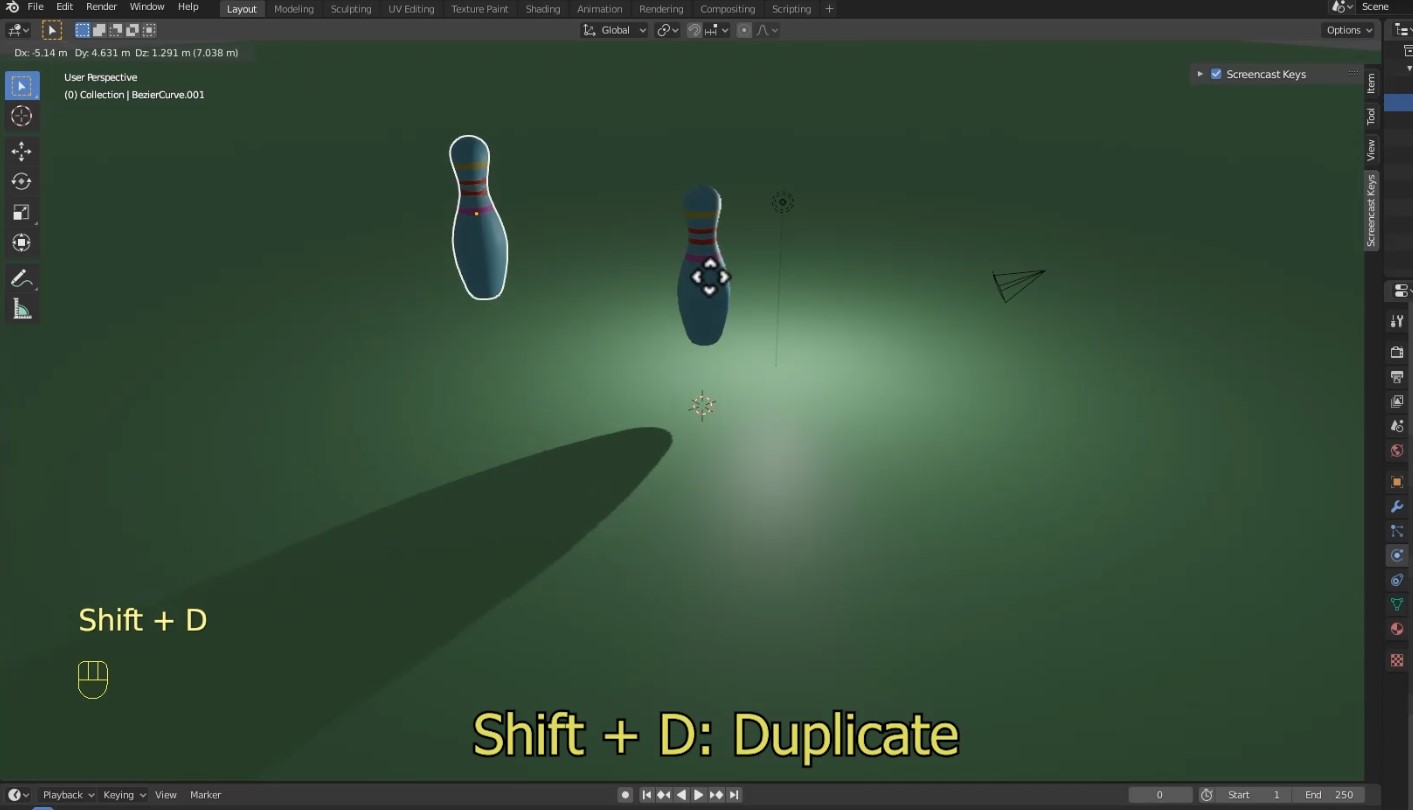 File Edit Render Window Help
Layout Modeling Sculpting UV Editing Texture Paint Shading Animation Rendering Compositing Scripting +
Scene
Global
Options
Dx: -5.14 m Dy: 4.631 m Dz: 1.291 m (7.038 m)
User Perspective
(0) Collection | BezierCurve.001
Screencast Keys
Item
Tool
View
Screencast Keys
Shift + D
Shift + D: Duplicate
Playback Keying View Marker
0 Start 1 End 250